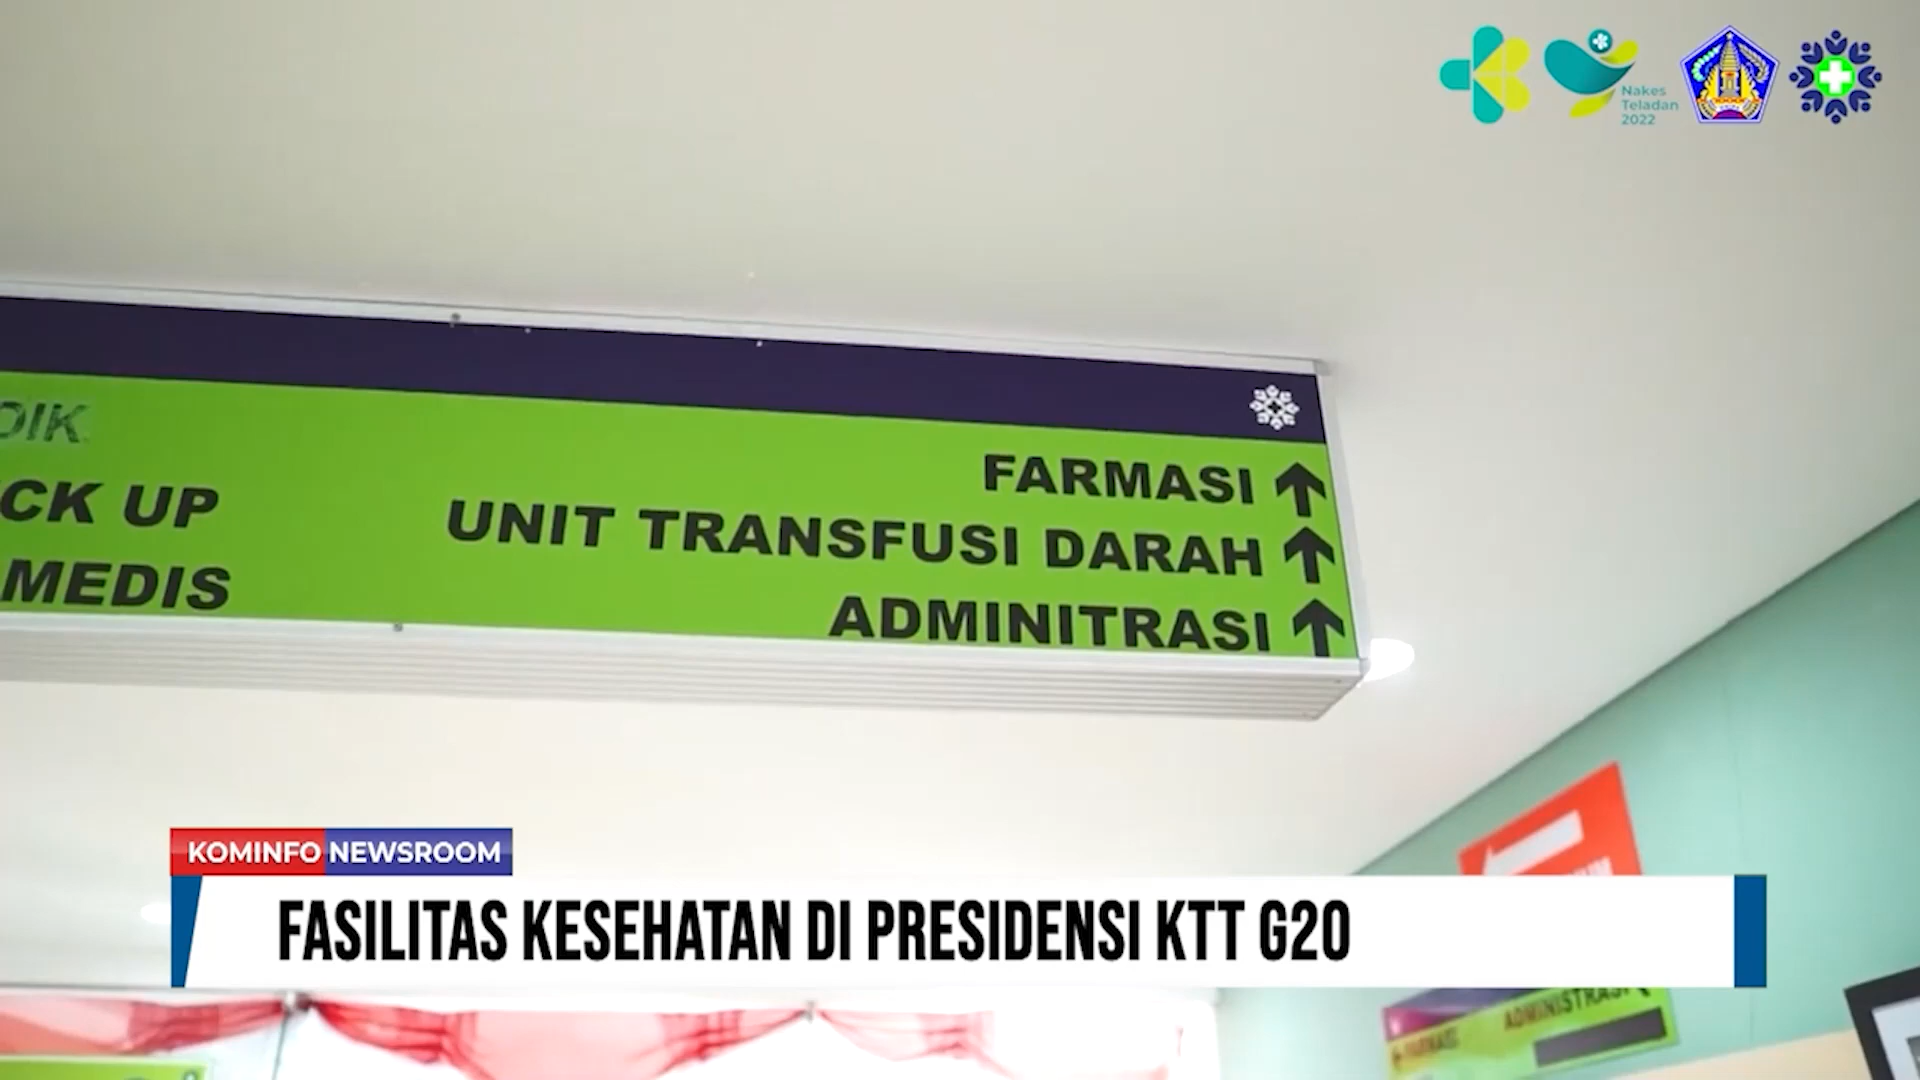 Nakes
Teladan
2022
FARMASI
CK UP
UNIT TRANSFUSI DARAH
MEDIS
ADMINITRASI
KOMINFO NEWSROOM
FASILITAS KESEHATAN DI PRESIDENSI KTT G20
ADMINISTRASI
FARMASI